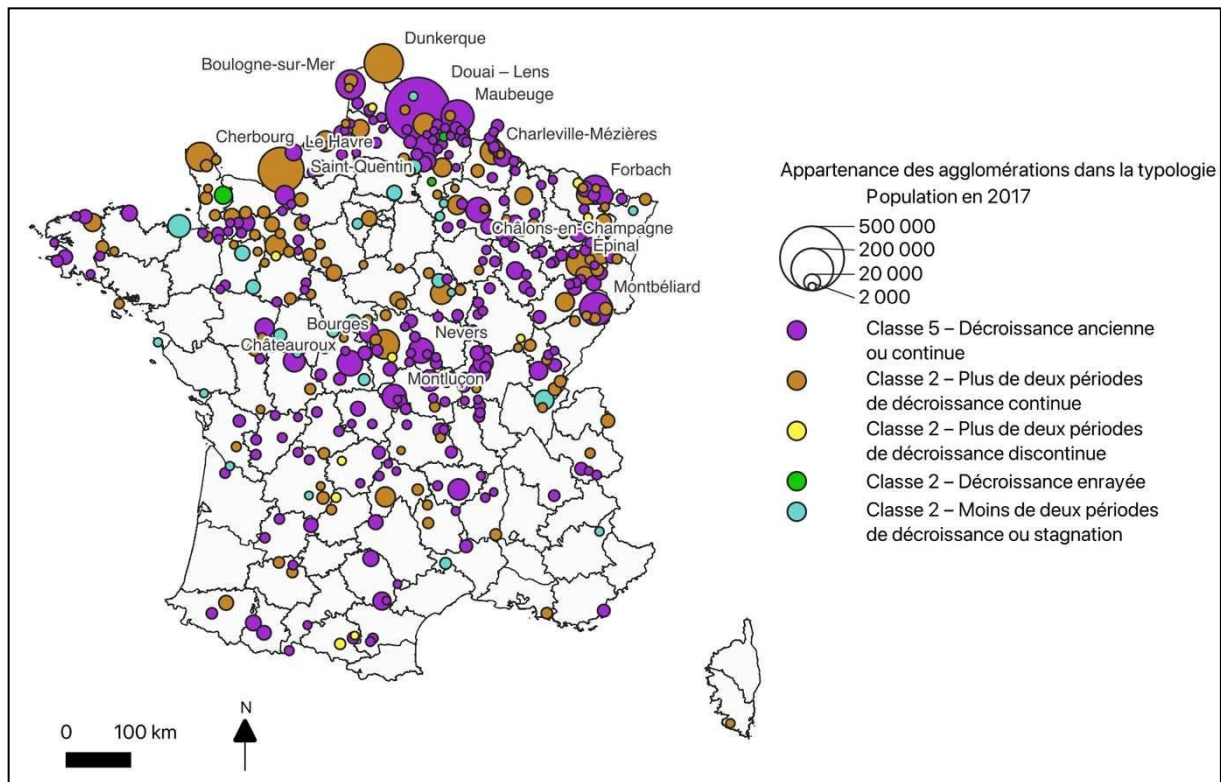 Dunkerque
Boulogne-sur-Mer
Douai – Lens
Maubeuge
Cherbourg
Le Havre
Charleville-Mézières
Saint-Quentin
Forbach
Châlons-en-Champagne
Épinal
Montbéliard
Bourges
Nevers
Châteauroux
Montluçon
Appartenance des agglomérations dans la typologie
Population en 2017
500 000
200 000
20 000
2 000
Classe 5 – Décroissance ancienne
ou continue
Classe 2 – Plus de deux périodes
de décroissance continue
Classe 2 – Plus de deux périodes
de décroissance discontinue
Classe 2 – Décroissance enrayée
Classe 2 – Moins de deux périodes
de décroissance ou stagnation
0 100 km
N